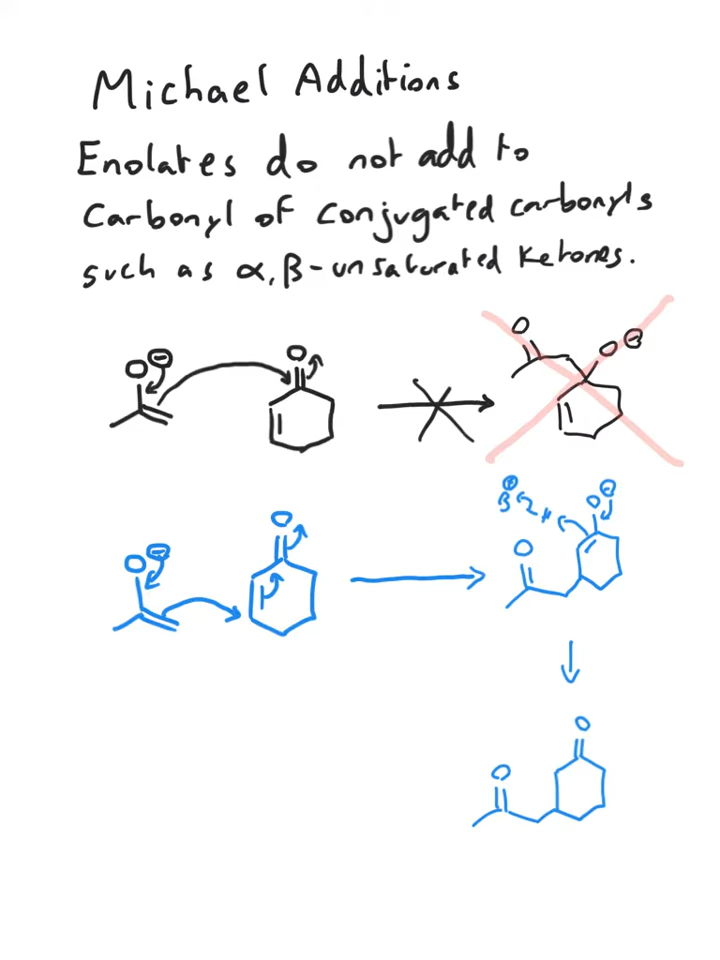 Michael Additions
Enolates do not add to
Carbonyl of conjugated carbonyls
such as α,β-unsaturated ketones.
O ⊖
O
O
O ⊖
O ⊖
O
B ⊕
H
O ⊖
O
O
O